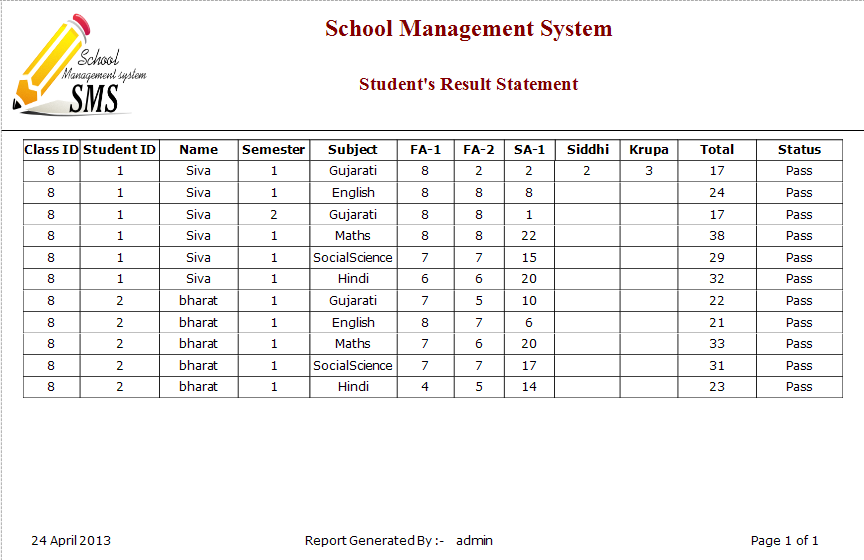 School Management System
School
Management system
SMS
Student's Result Statement
Class ID Student ID Name Semester Subject FA-1 FA-2 SA-1 Siddhi Krupa Total Status
8 1 Siva 1 Gujarati 8 2 2 2 3 17 Pass
8 1 Siva 1 English 8 8 8 24 Pass
8 1 Siva 2 Gujarati 8 8 1 17 Pass
8 1 Siva 1 Maths 8 8 22 38 Pass
8 1 Siva 1 SocialScience 7 7 15 29 Pass
8 1 Siva 1 Hindi 6 6 20 32 Pass
8 2 bharat 1 Gujarati 7 5 10 22 Pass
8 2 bharat 1 English 8 7 6 21 Pass
8 2 bharat 1 Maths 7 6 20 33 Pass
8 2 bharat 1 SocialScience 7 7 17 31 Pass
8 2 bharat 1 Hindi 4 5 14 23 Pass
24 April 2013 Report Generated By :- admin Page 1 of 1